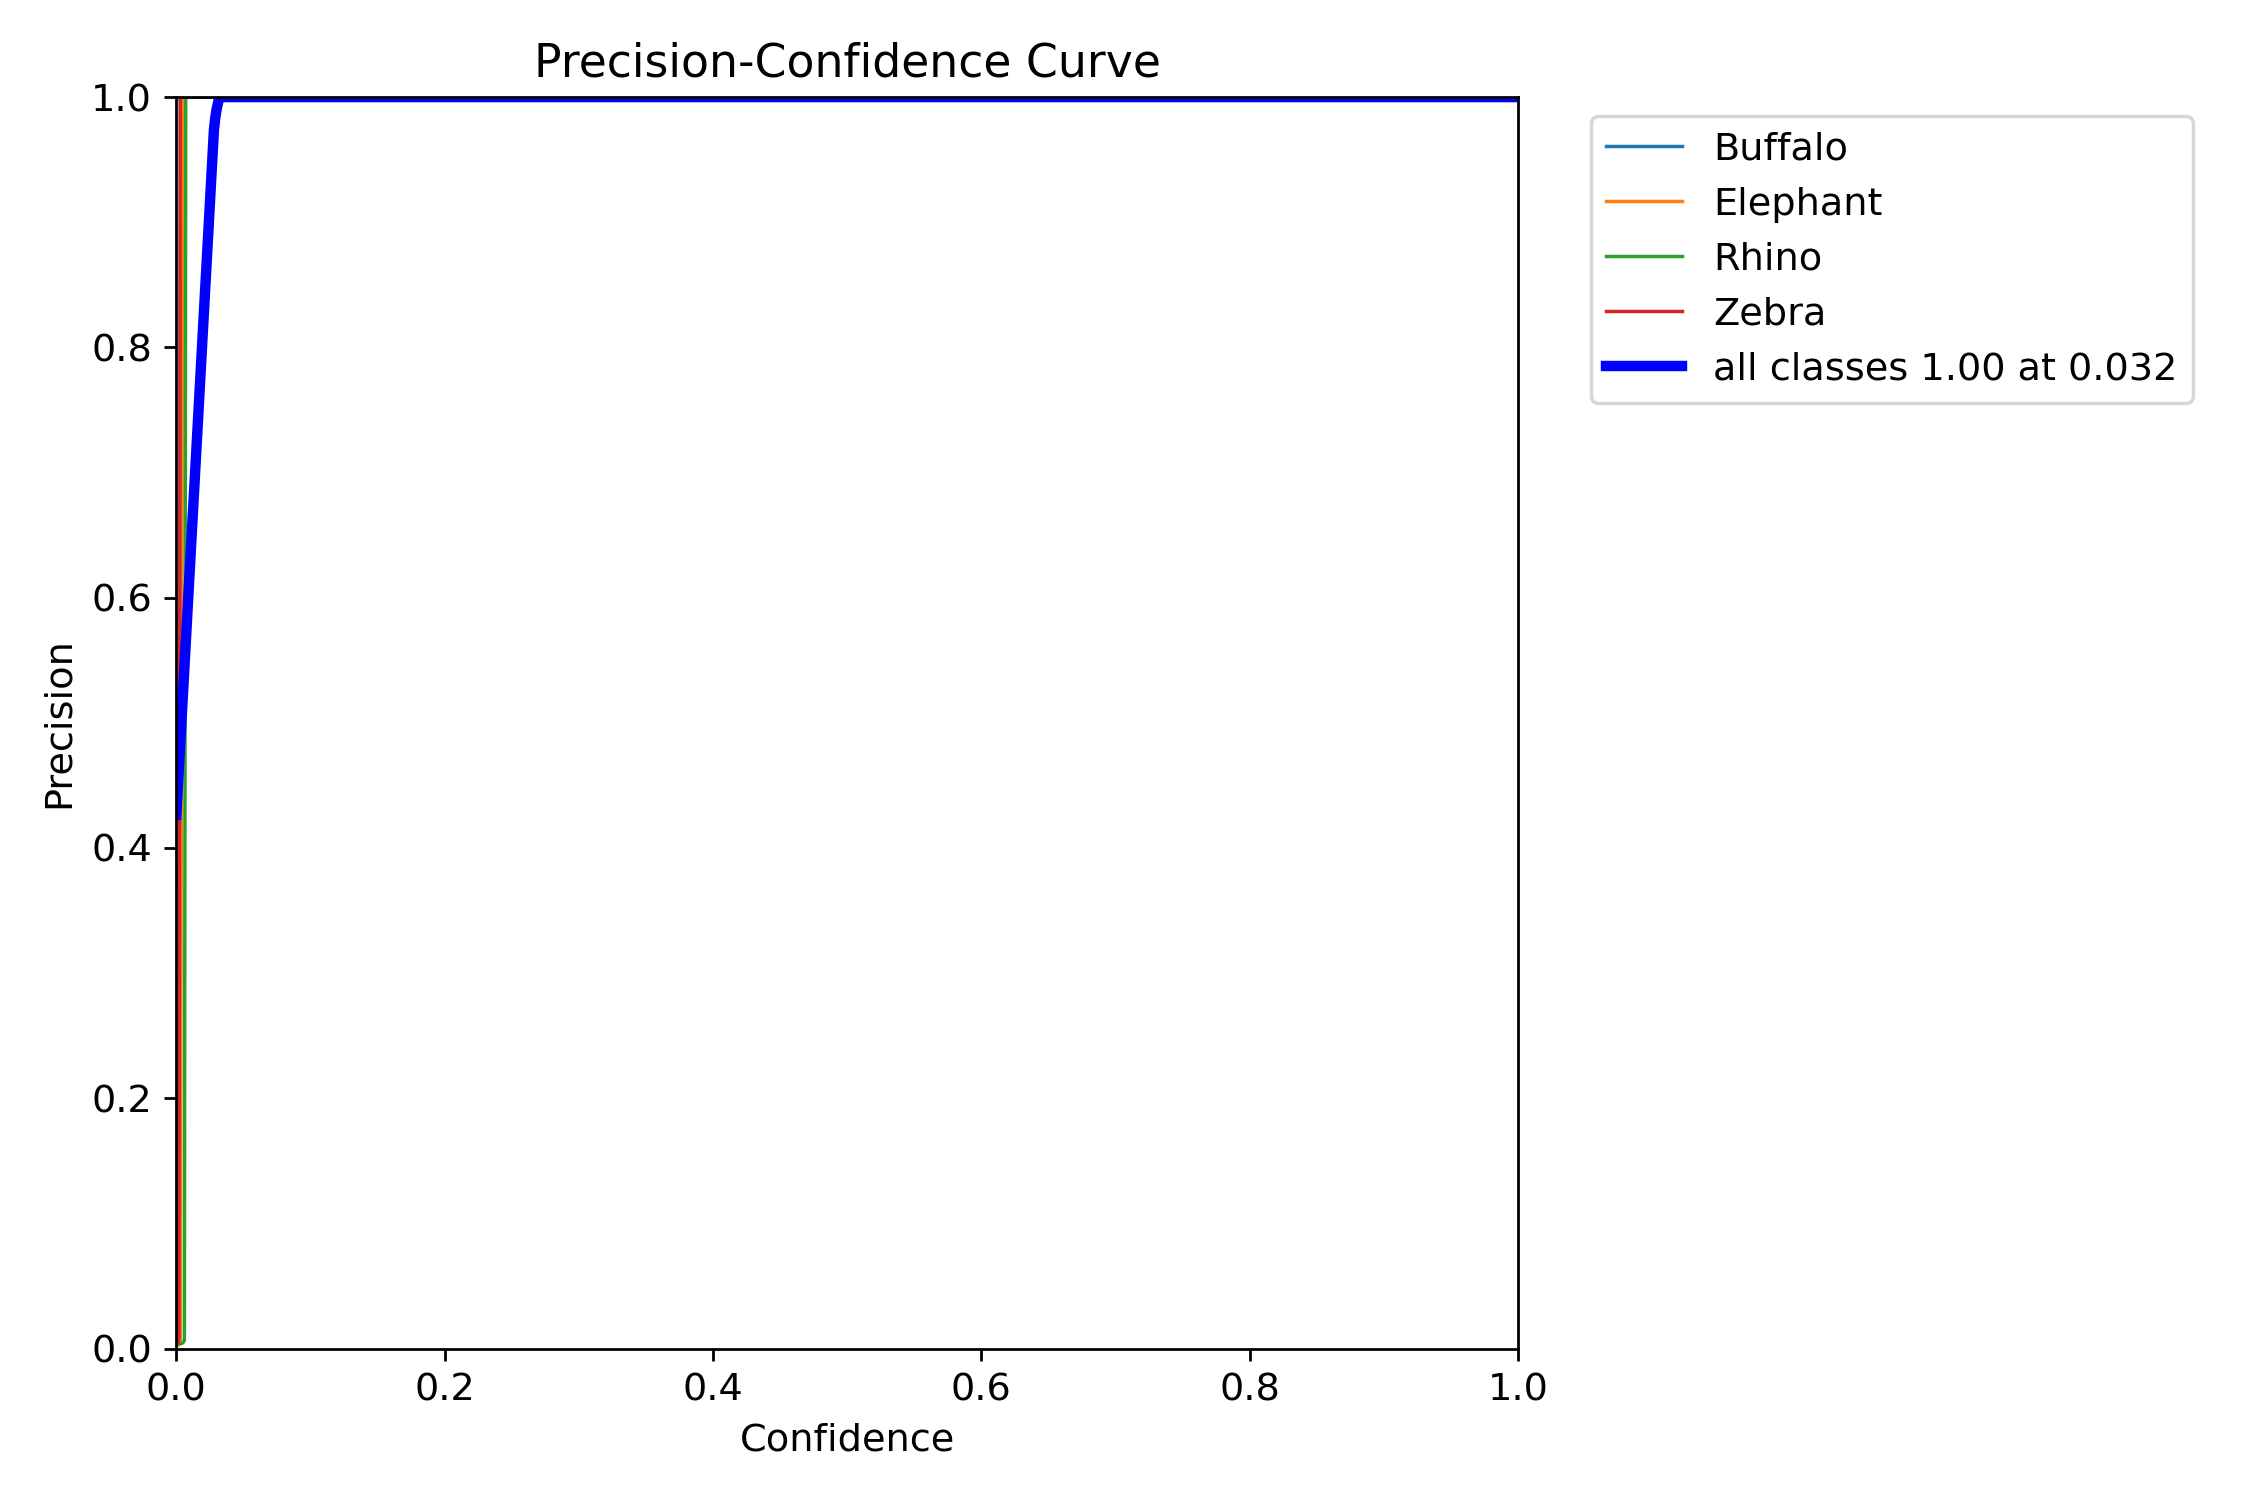 Precision-Confidence Curve
1.0
0.8
0.6
0.4
0.2
0.0
Precision
0.0 0.2 0.4 0.6 0.8 1.0
Confidence
Buffalo
Elephant
Rhino
Zebra
all classes 1.00 at 0.032